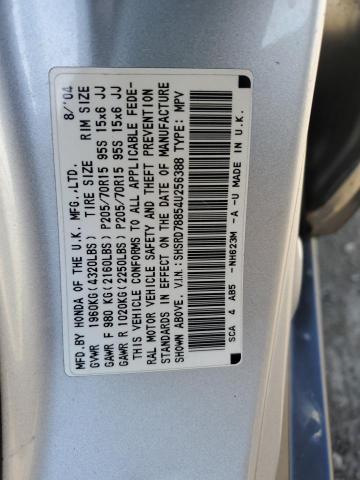 MFD.BY HONDA OF THE U.K. MFG.,LTD. 8/'04
GVWR 1960KG(4320LBS) TIRE SIZE RIM SIZE
GAWR F 980 KG(2160LBS) P205/70R15 95S 15x6 JJ
GAWR R 1020KG(2250LBS) P205/70R15 95S 15x6 JJ
THIS VEHICLE CONFORMS TO ALL APPLICABLE FEDE-
RAL MOTOR VEHICLE SAFETY AND THEFT PREVENTION
STANDARDS IN EFFECT ON THE DATE OF MANUFACTURE
SHOWN ABOVE. V.I.N.:SHSRD78854U256388 TYPE: MPV
SCA 4 AB5 -NH623M -A -U MADE IN U.K.